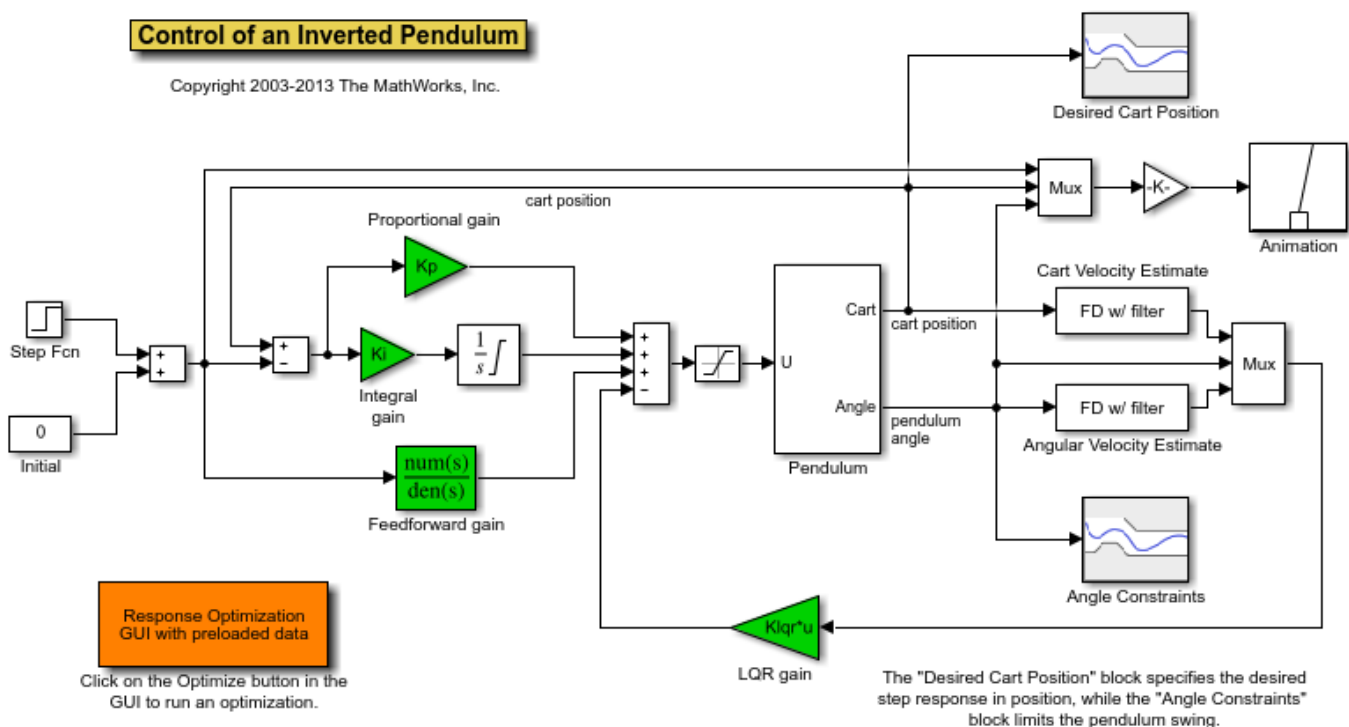 Control of an Inverted Pendulum
Copyright 2003-2013 The MathWorks, Inc.
Desired Cart Position
Mux
-K-
Animation
cart position
Proportional gain
Kp
Step Fcn
+
+
0
Initial
+
−
Ki
Integral
gain
1
s
∫
num(s)
den(s)
Feedforward gain
+
+
+
−
U
Cart
Angle
Pendulum
cart position
pendulum
angle
Cart Velocity Estimate
FD w/ filter
FD w/ filter
Angular Velocity Estimate
Mux
Angle Constraints
Klqr*u
LQR gain
Response Optimization
GUI with preloaded data
Click on the Optimize button in the
GUI to run an optimization.
The "Desired Cart Position" block specifies the desired
step response in position, while the "Angle Constraints"
block limits the pendulum swing.